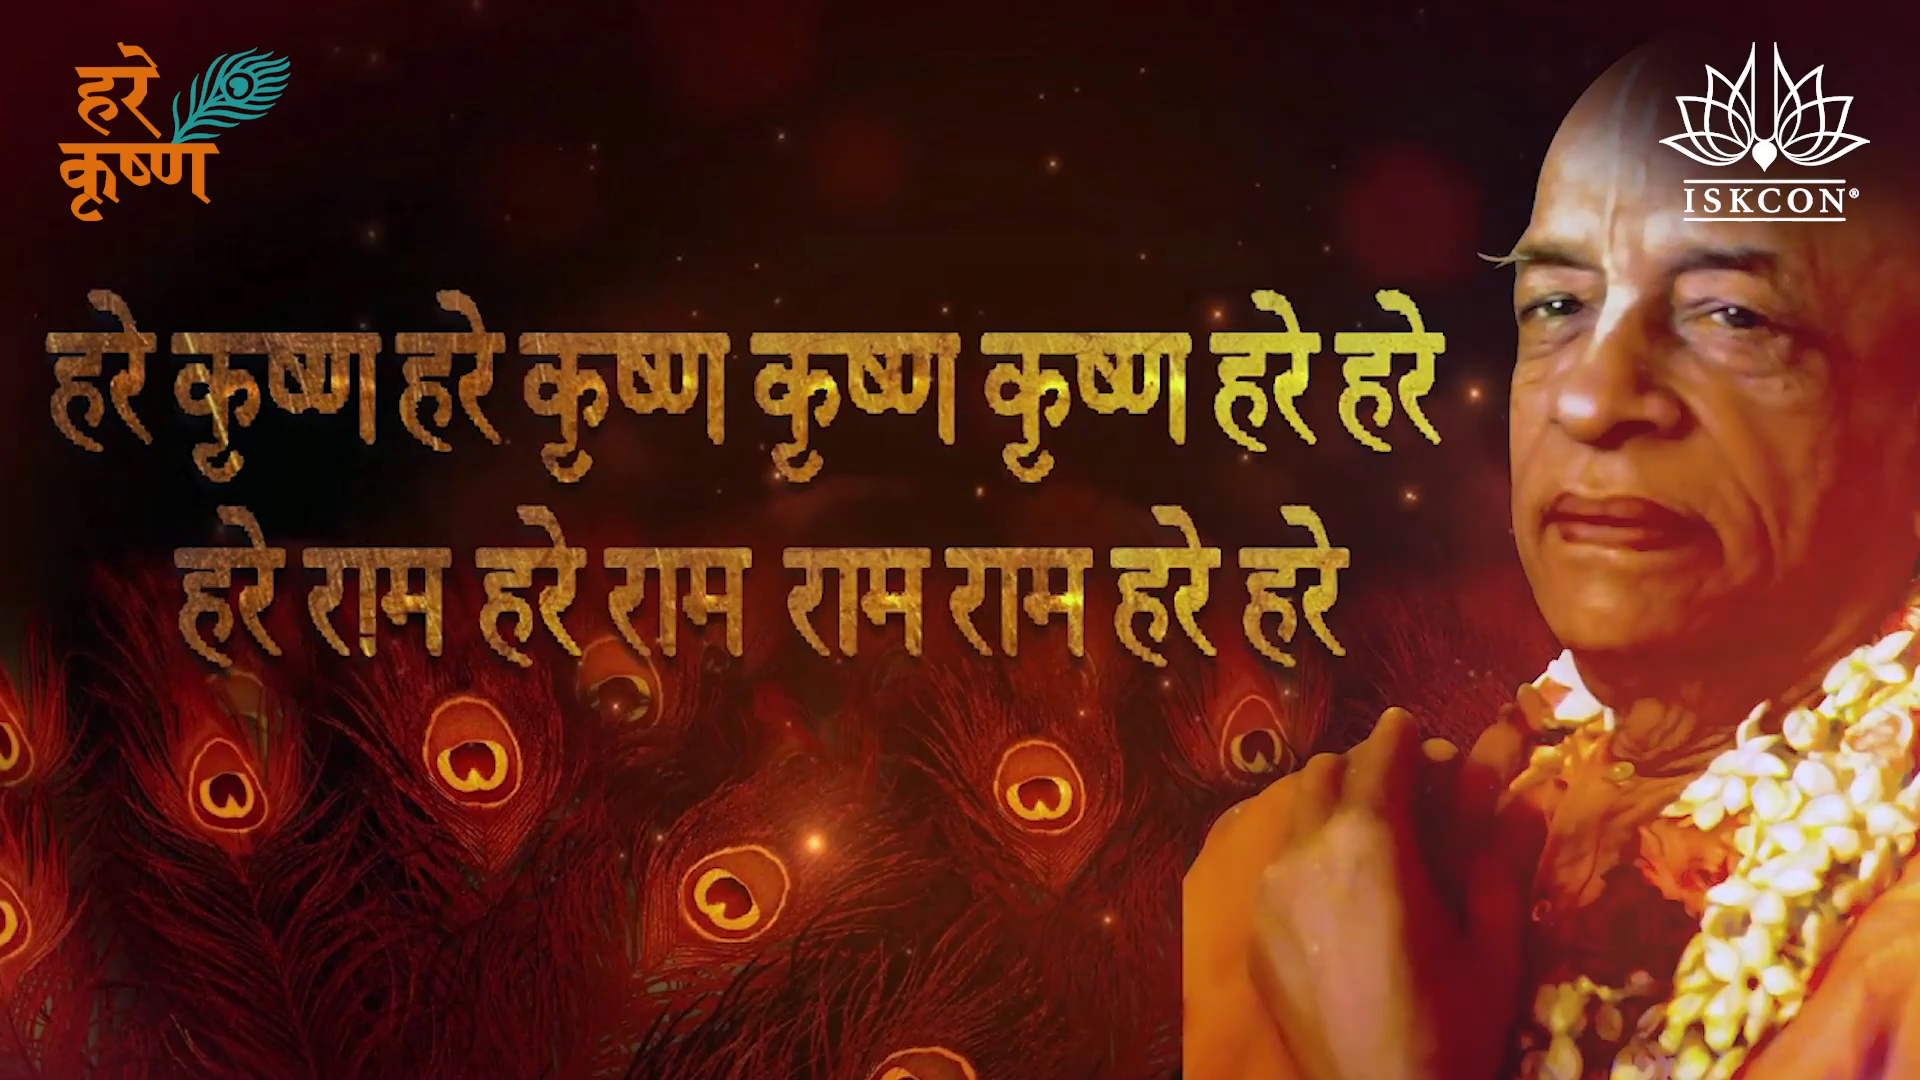 हरे
कृष्ण
ISKCON®
हरे कृष्ण हरे कृष्ण कृष्ण कृष्ण हरे हरे
हरे राम हरे राम राम राम हरे हरे